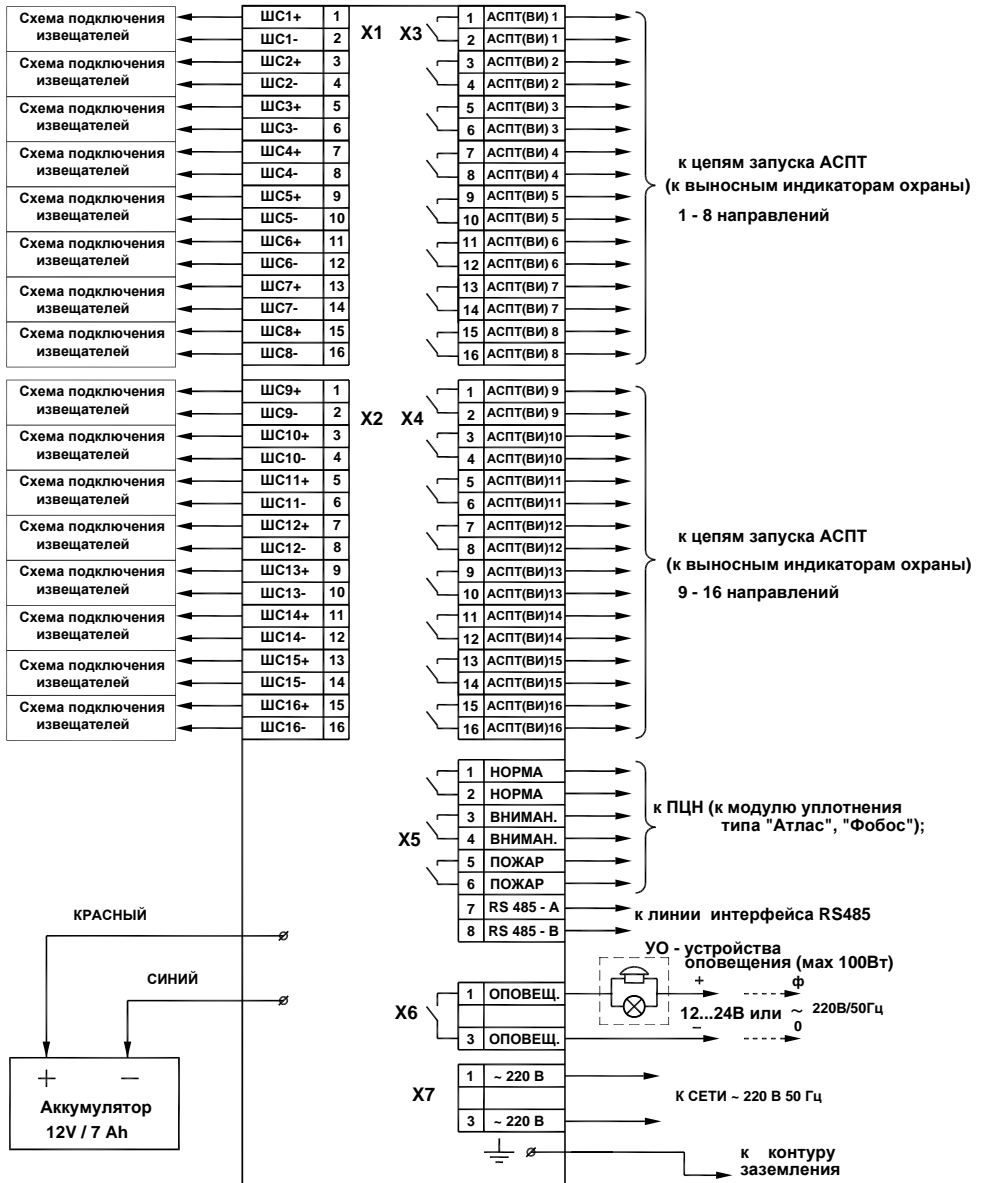 Схема подключения
извещателей
ШС1+ 1
ШС1- 2
Схема подключения
извещателей
ШС2+ 3
ШС2- 4
Схема подключения
извещателей
ШС3+ 5
ШС3- 6
Схема подключения
извещателей
ШС4+ 7
ШС4- 8
Схема подключения
извещателей
ШС5+ 9
ШС5- 10
Схема подключения
извещателей
ШС6+ 11
ШС6- 12
Схема подключения
извещателей
ШС7+ 13
ШС7- 14
Схема подключения
извещателей
ШС8+ 15
ШС8- 16
X1 X3
1 АСПТ(ВИ) 1
2 АСПТ(ВИ) 1
3 АСПТ(ВИ) 2
4 АСПТ(ВИ) 2
5 АСПТ(ВИ) 3
6 АСПТ(ВИ) 3
7 АСПТ(ВИ) 4
8 АСПТ(ВИ) 4
9 АСПТ(ВИ) 5
10 АСПТ(ВИ) 5
11 АСПТ(ВИ) 6
12 АСПТ(ВИ) 6
13 АСПТ(ВИ) 7
14 АСПТ(ВИ) 7
15 АСПТ(ВИ) 8
16 АСПТ(ВИ) 8
к цепям запуска АСПТ
(к выносным индикаторам охраны)
1 - 8 направлений
Схема подключения
извещателей
ШС9+ 1
ШС9- 2
Схема подключения
извещателей
ШС10+ 3
ШС10- 4
Схема подключения
извещателей
ШС11+ 5
ШС11- 6
Схема подключения
извещателей
ШС12+ 7
ШС12- 8
Схема подключения
извещателей
ШС13+ 9
ШС13- 10
Схема подключения
извещателей
ШС14+ 11
ШС14- 12
Схема подключения
извещателей
ШС15+ 13
ШС15- 14
Схема подключения
извещателей
ШС16+ 15
ШС16- 16
X2 X4
1 АСПТ(ВИ) 9
2 АСПТ(ВИ) 9
3 АСПТ(ВИ)10
4 АСПТ(ВИ)10
5 АСПТ(ВИ)11
6 АСПТ(ВИ)11
7 АСПТ(ВИ)12
8 АСПТ(ВИ)12
9 АСПТ(ВИ)13
10 АСПТ(ВИ)13
11 АСПТ(ВИ)14
12 АСПТ(ВИ)14
13 АСПТ(ВИ)15
14 АСПТ(ВИ)15
15 АСПТ(ВИ)16
16 АСПТ(ВИ)16
к цепям запуска АСПТ
(к выносным индикаторам охраны)
9 - 16 направлений
X5
1 НОРМА
2 НОРМА
3 ВНИМАН.
4 ВНИМАН.
5 ПОЖАР
6 ПОЖАР
7 RS 485 - A
8 RS 485 - B
к ПЦН (к модулю уплотнения
типа "Атлас", "Фобос");
к линии интерфейса RS485
КРАСНЫЙ
СИНИЙ
+ −
Аккумулятор
12V / 7 Ah
X6
1 ОПОВЕЩ.
3 ОПОВЕЩ.
УО - устройства
оповещения (мах 100Вт)
+ ф
12...24В или ~ 220В/50Гц
− 0
X7
1 ~ 220 В
3 ~ 220 В
К СЕТИ ~ 220 В 50 Гц
к контуру
заземления